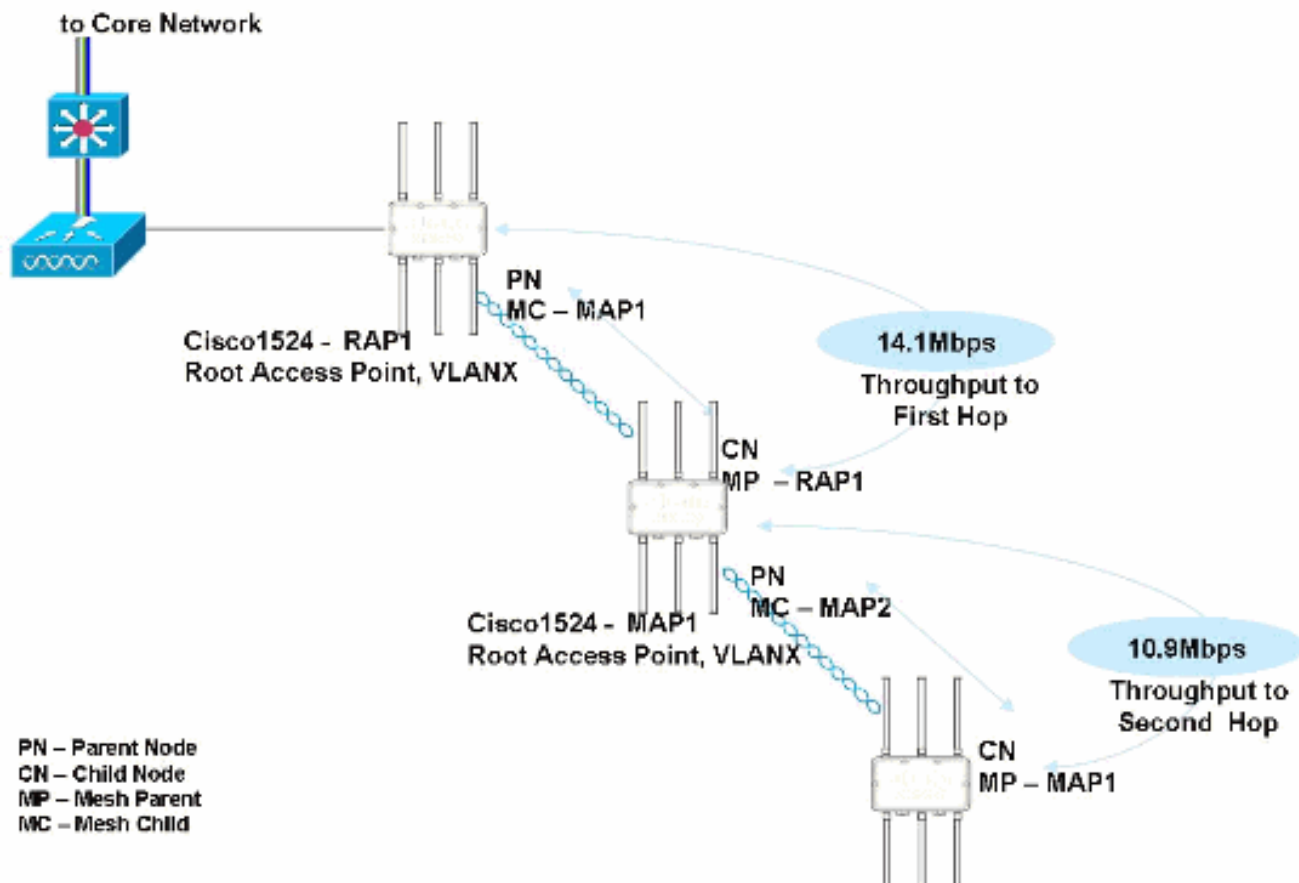 to Core Network
PN
MC – MAP1
Cisco1524 - RAP1
Root Access Point, VLANX
14.1Mbps
Throughput to
First Hop
CN
MP – RAP1
PN
MC – MAP2
Cisco1524 - MAP1
Root Access Point, VLANX
10.9Mbps
Throughput to
Second Hop
CN
MP – MAP1
PN – Parent Node
CN – Child Node
MP – Mesh Parent
MC – Mesh Child